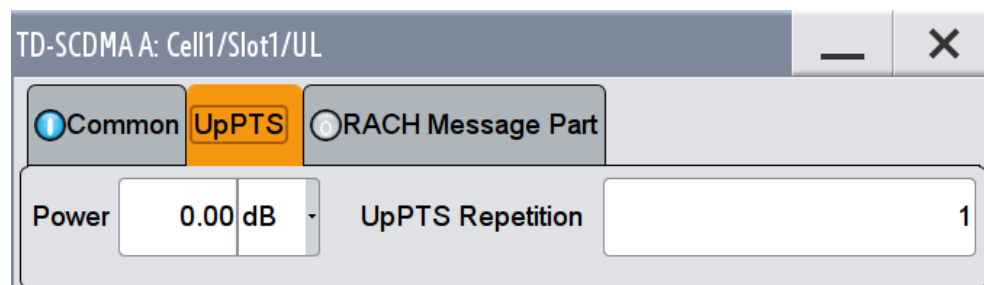 TD-SCDMA A: Cell1/Slot1/UL
Common UpPTS RACH Message Part
Power 0.00 dB UpPTS Repetition 1